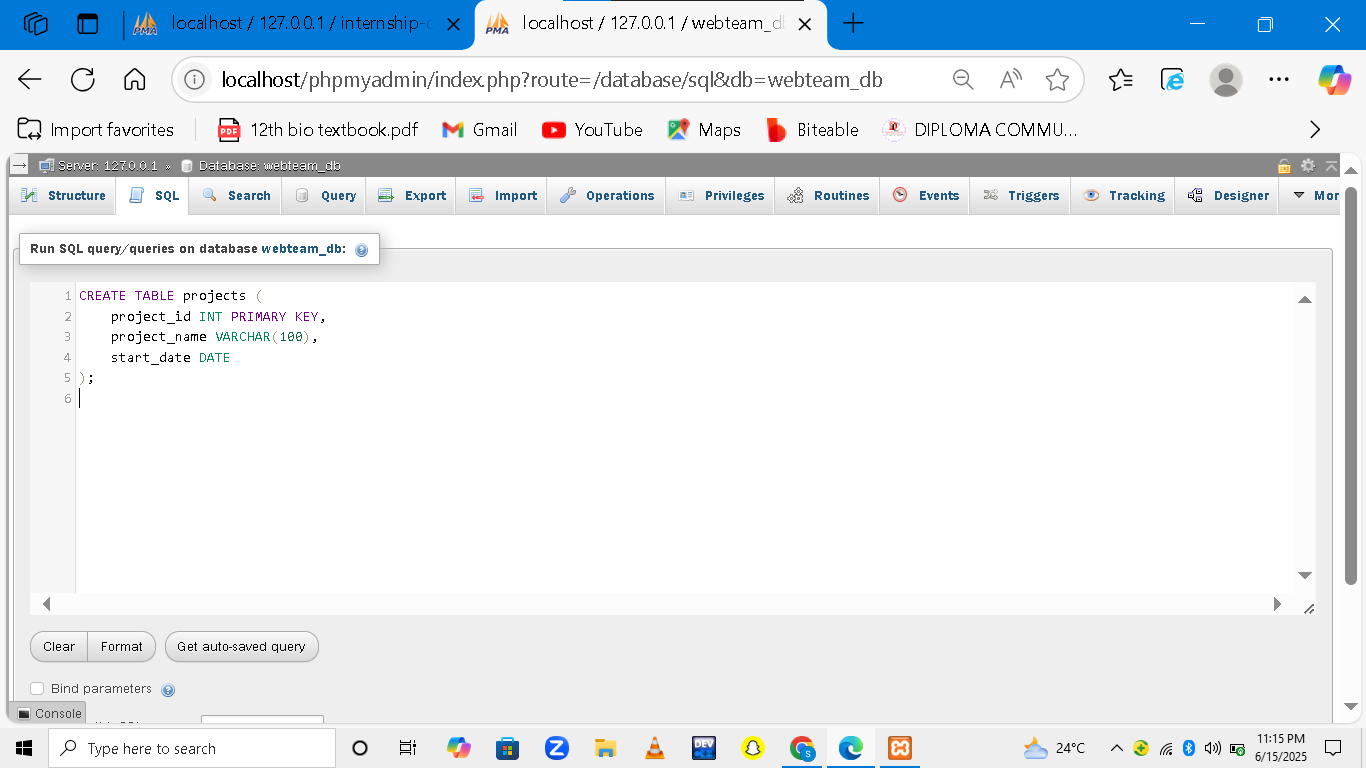 localhost / 127.0.0.1 / internship-
localhost / 127.0.0.1 / webteam_d
localhost/phpmyadmin/index.php?route=/database/sql&db=webteam_db
Import favorites
PDF
12th bio textbook.pdf
Gmail
YouTube
Maps
Biteable
DIPLOMA COMMU...
Server: 127.0.0.1 » Database: webteam_db
Structure
SQL
Search
Query
Export
Import
Operations
Privileges
Routines
Events
Triggers
Tracking
Designer
Mor
Run SQL query/queries on database webteam_db:
1 CREATE TABLE projects (
2 project_id INT PRIMARY KEY,
3 project_name VARCHAR(100),
4 start_date DATE
5 );
6
Clear
Format
Get auto-saved query
Bind parameters
Console
Type here to search
DEV
24°C
11:15 PM
6/15/2025